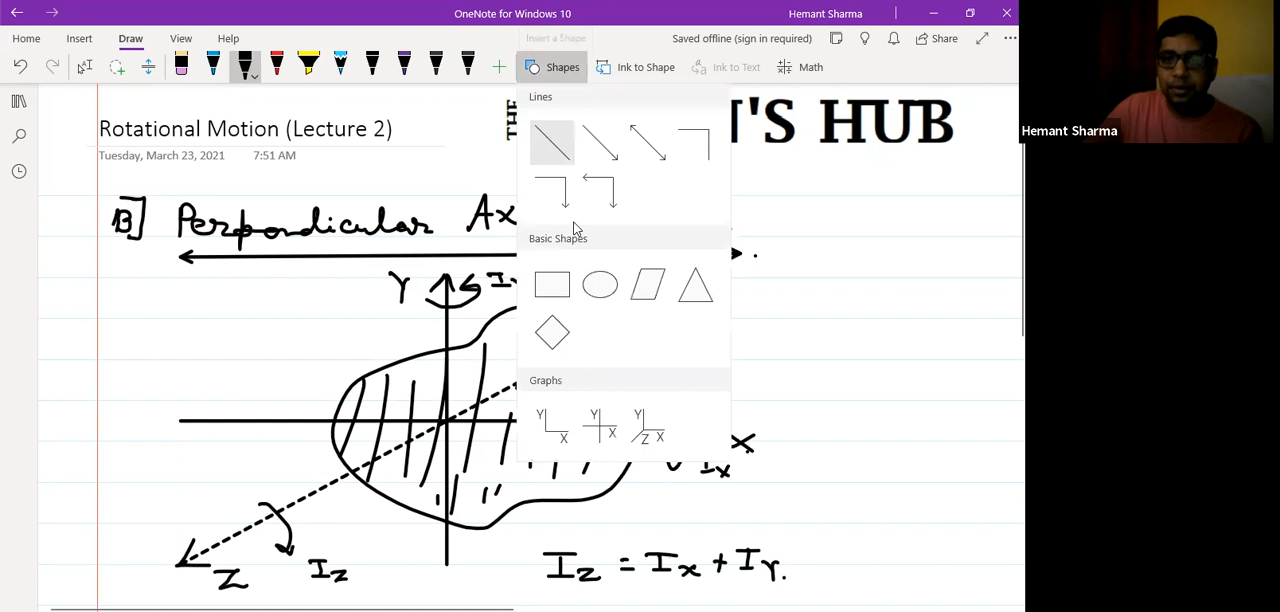 OneNote for Windows 10
Hemant Sharma
Home Insert Draw View Help
Insert a Shape
Saved offline (sign in required)
Share
Shapes
Ink to Shape
Ink to Text
Math
Lines
THE
'S HUB
Hemant Sharma
Rotational Motion (Lecture 2)
Tuesday, March 23, 2021 7:51 AM
B] Perpendicular Ax
Basic Shapes
Y
Graphs
Y X
Y X
Y Z X
X
Ix
Z
Iz
Iz = Ix + IY.